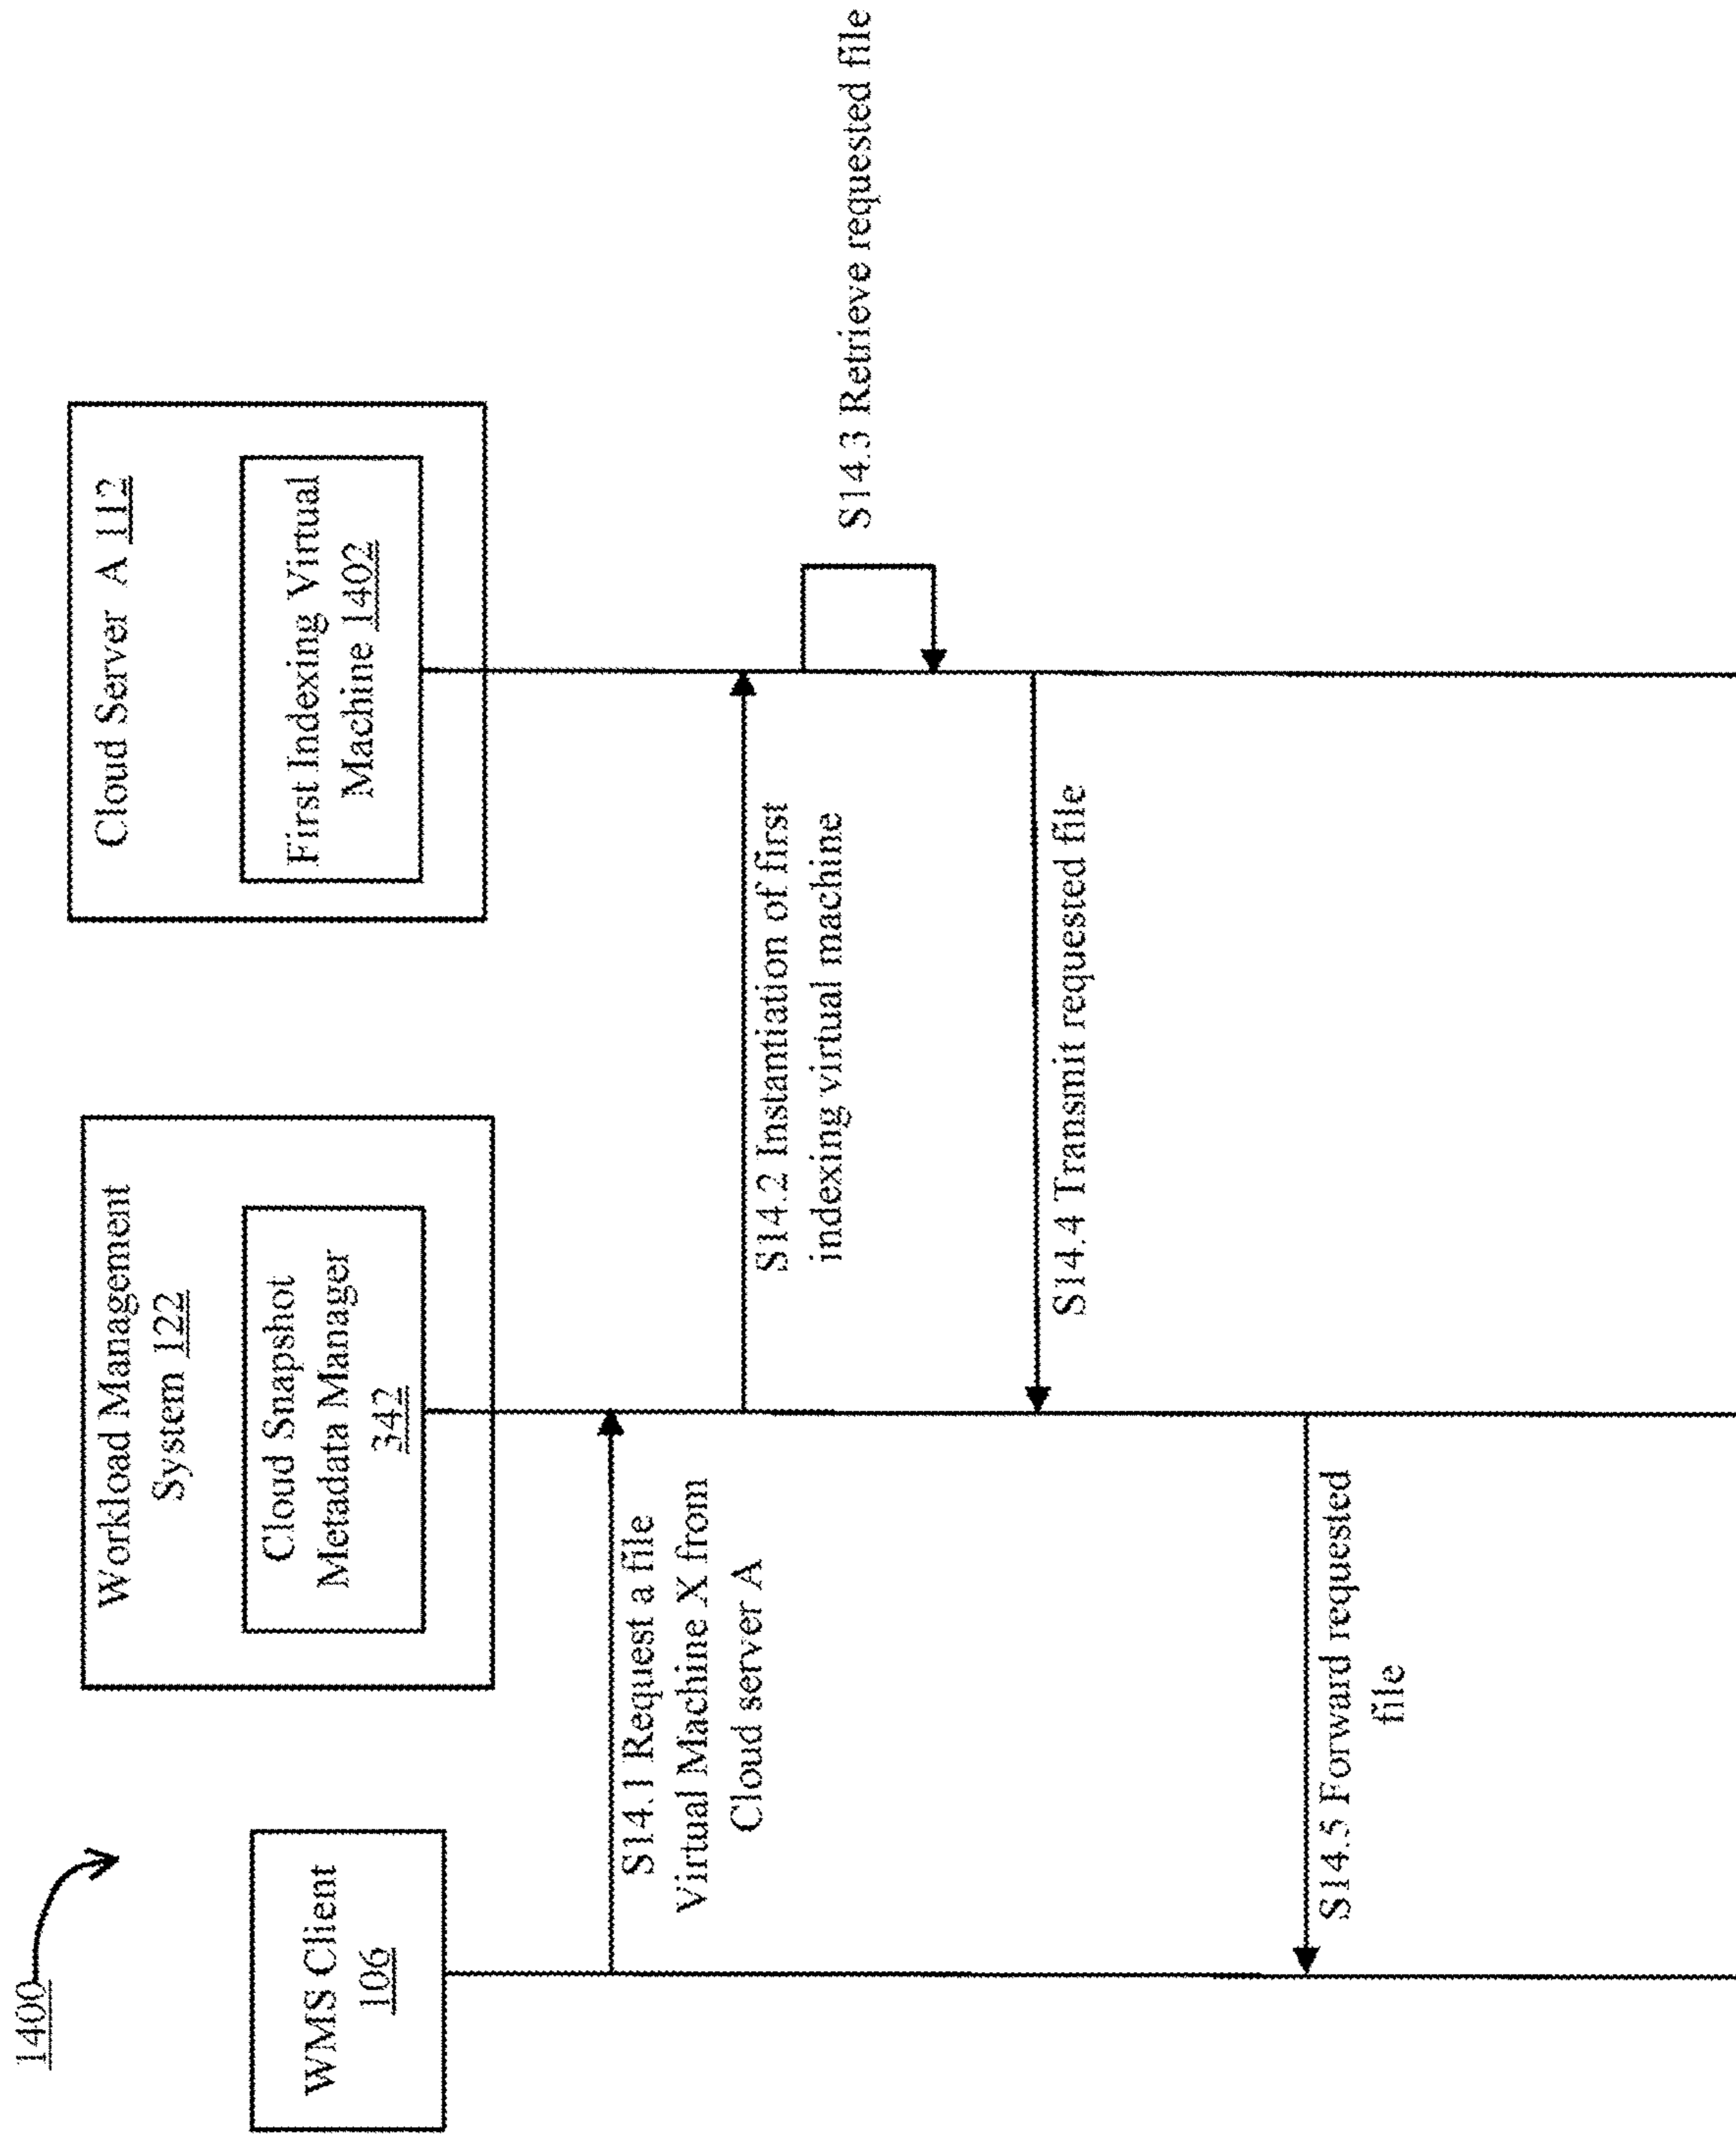 1400
WMS Client
106
Workload Management
System 122
Cloud Snapshot
Metadata Manager
342
Cloud Server A 112
First Indexing Virtual
Machine 1402
S14.1 Request a file
Virtual Machine X from
Cloud server A
S14.2 Instantiation of first
indexing virtual machine
S14.3 Retrieve requested file
S14.4 Transmit requested file
S14.5 Forward requested
file